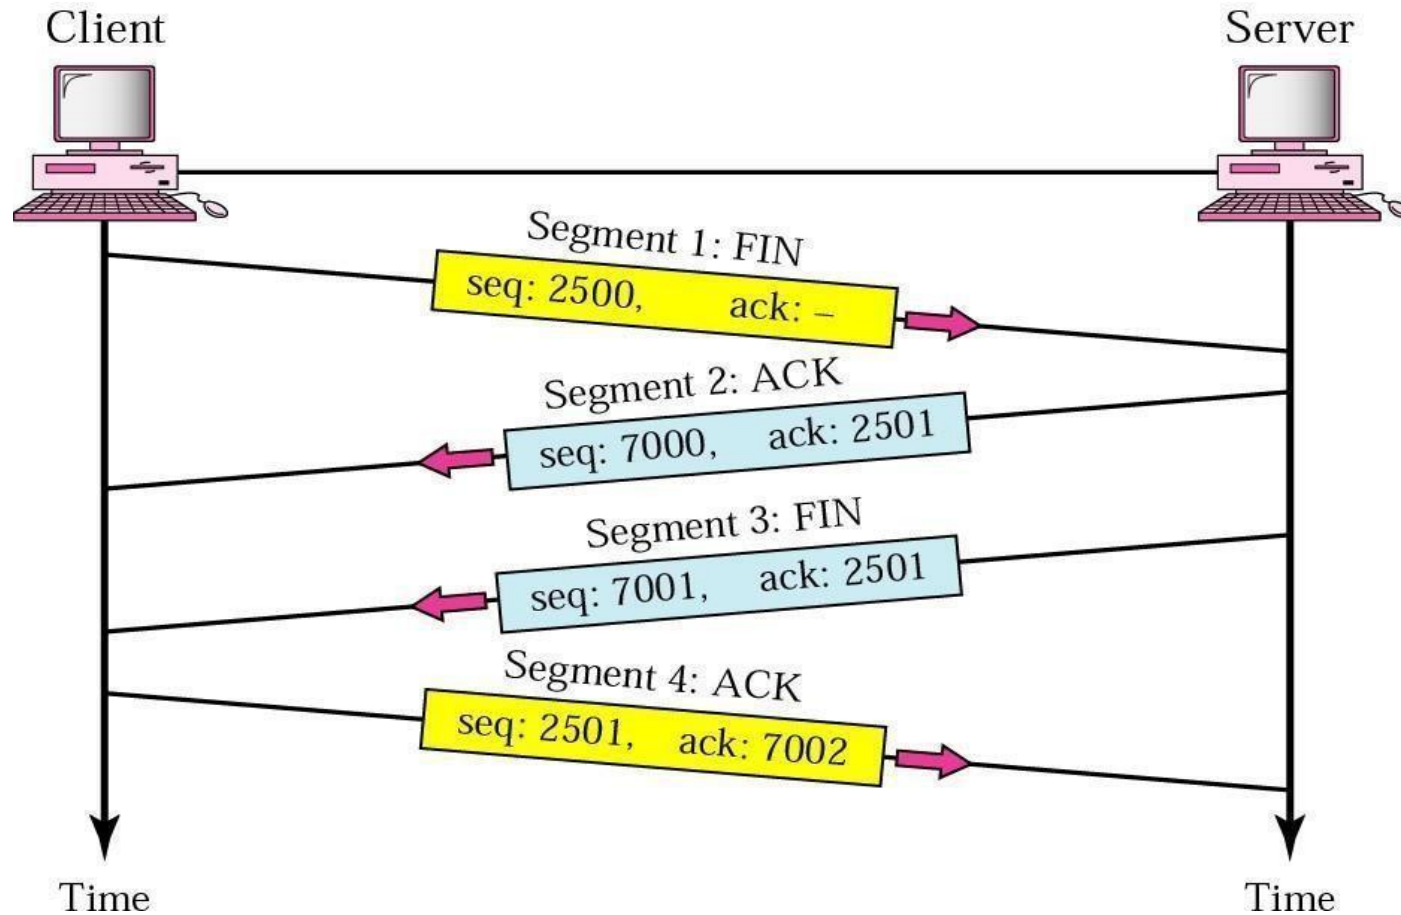 Client
Server
Segment 1: FIN
seq: 2500, ack: –
Segment 2: ACK
seq: 7000, ack: 2501
Segment 3: FIN
seq: 7001, ack: 2501
Segment 4: ACK
seq: 2501, ack: 7002
Time
Time